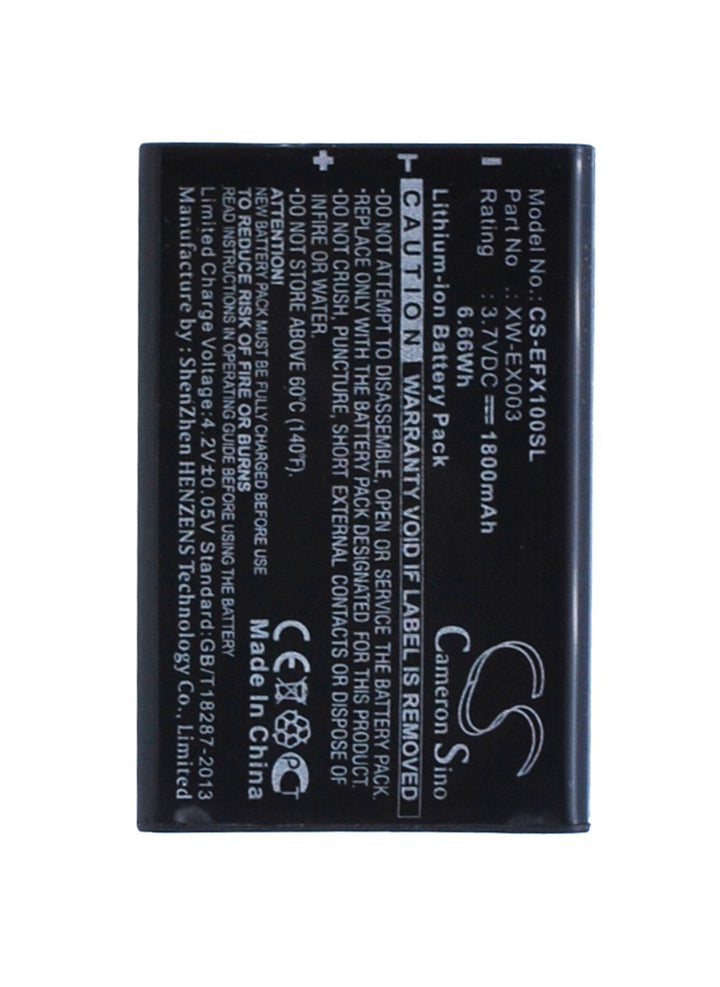 Model No.: CS-EFX100SL
Part No : XW-EX003
Rating : 3.7VDC ⎓ 1800mAh
6.66Wh
Lithium-ion Battery Pack
CS
Cameron Sino
CAUTION WARRANTY VOID IF LABEL IS REMOVED
•DO NOT ATTEMPT TO DISASSEMBLE, OPEN OR SERVICE BATTERY PACK.
•REPLACE ONLY WITH BATTERY PACK DESIGNATED FOR THIS PRODUCT.
•DO NOT CRUSH, PUNCTURE, SHORT EXTERNAL CONTACTS OR DISPOSE OF
INFIRE OR WATER.
•DO NOT STORE ABOVE 60℃ (140℉).
ATTENTION!
NEW BATTERY PACK MUST BE FULLY CHARGED BEFORE USE
TO REDUCE RISK OF FIRE OR BURNS
READ INSTRUCTIONS IN OPERATING GUIDE BEFORE USING THE BATTERY
Limited Charge Voltage:4.2V±0.05V Standard:GB/T18287-2013
Manufacture by : ShenZhen HENZENS Technology Co., Limited
CE PCT
Made In China
+ T -